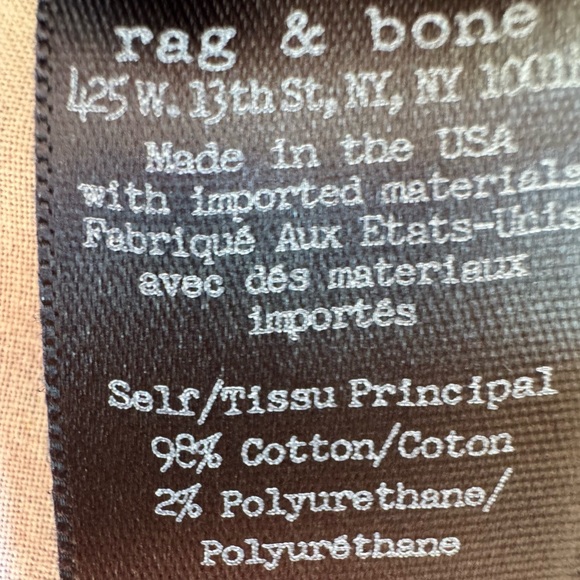 rag & bone
425 W. 13th St, NY, NY
Made in the USA
with imported materials
Fabriqué Aux Etats-Unis
avec dés materiaux
importés
Self/Tissu Principal
98% Cotton/Coton
2% Polyurethane/
Polyuréthane